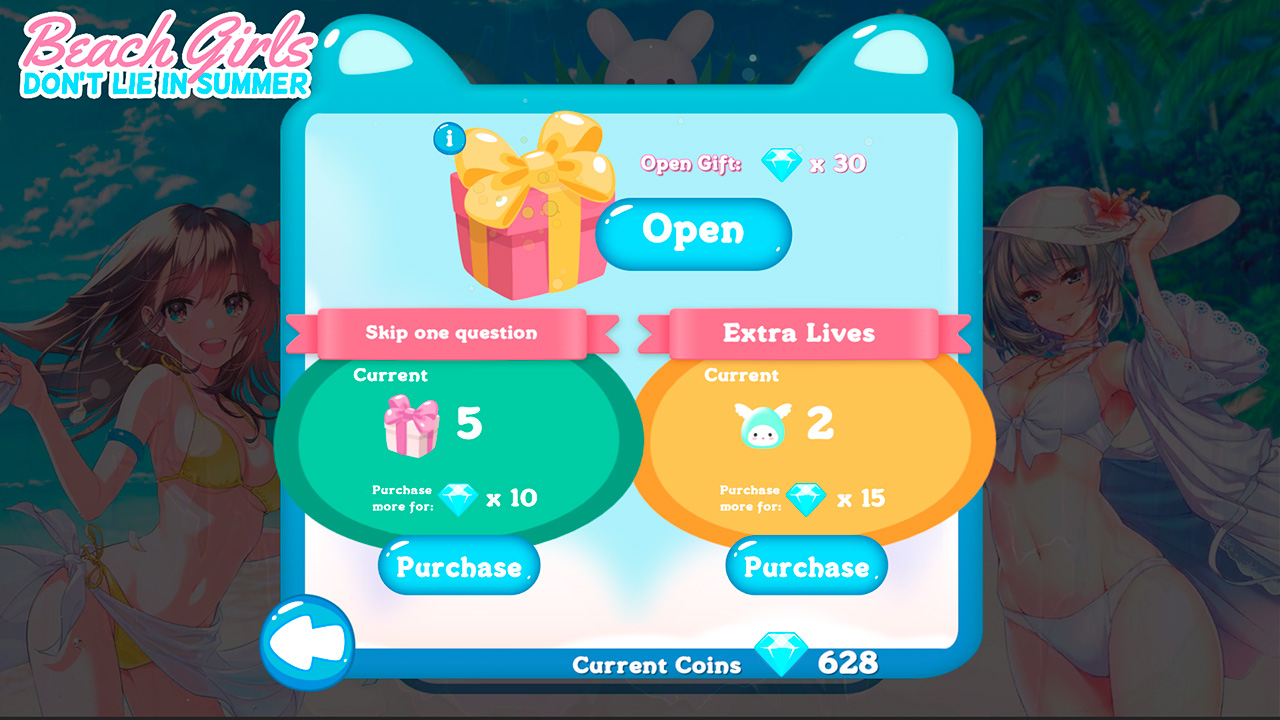 Beach Girls
DON'T LIE IN SUMMER
i
Open Gift: x 30
Open
Skip one question
Extra Lives
Current
5
Purchase
more for: x 10
Purchase
Current
2
Purchase
more for: x 15
Purchase
Current Coins 628